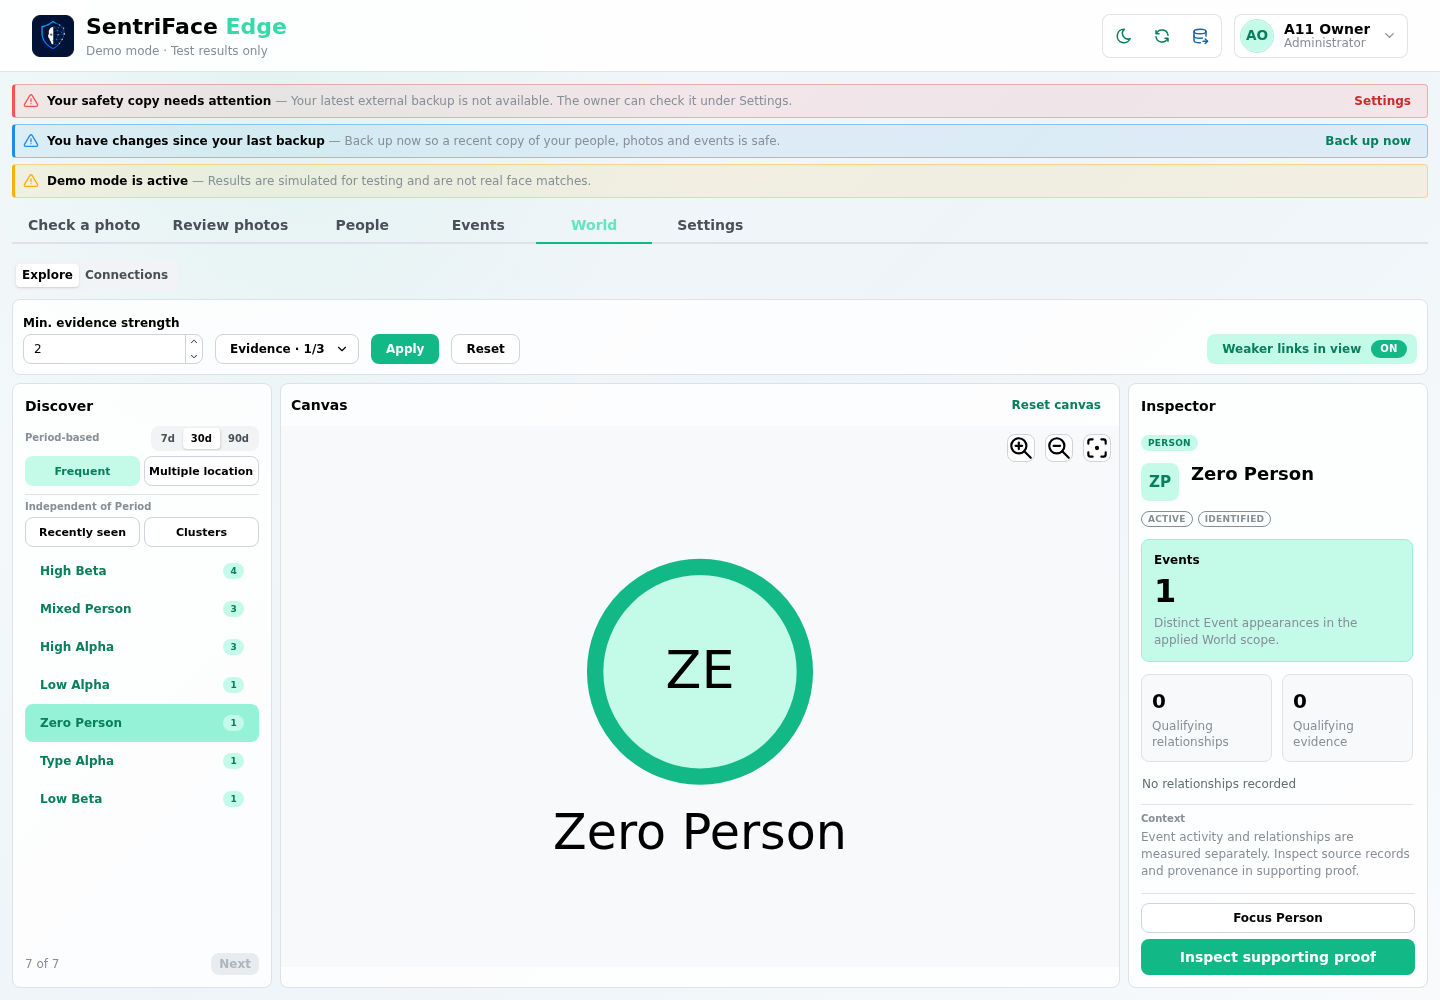 SentriFace Edge
Demo mode · Test results only
AO
A11 Owner
Administrator
Your safety copy needs attention — Your latest external backup is not available. The owner can check it under Settings.
Settings
You have changes since your last backup — Back up now so a recent copy of your people, photos and events is safe.
Back up now
Demo mode is active — Results are simulated for testing and are not real face matches.
Check a photo
Review photos
People
Events
World
Settings
Explore
Connections
Min. evidence strength
2
Evidence · 1/3
Apply
Reset
Weaker links in view
ON
Discover
Period-based
7d
30d
90d
Frequent
Multiple location
Independent of Period
Recently seen
Clusters
High Beta
4
Mixed Person
3
High Alpha
3
Low Alpha
1
Zero Person
1
Type Alpha
1
Low Beta
1
7 of 7
Next
Canvas
Reset canvas
ZE
Zero Person
Inspector
PERSON
ZP
Zero Person
ACTIVE
IDENTIFIED
Events
1
Distinct Event appearances in the
applied World scope.
0
Qualifying
relationships
0
Qualifying
evidence
No relationships recorded
Context
Event activity and relationships are
measured separately. Inspect source records
and provenance in supporting proof.
Focus Person
Inspect supporting proof